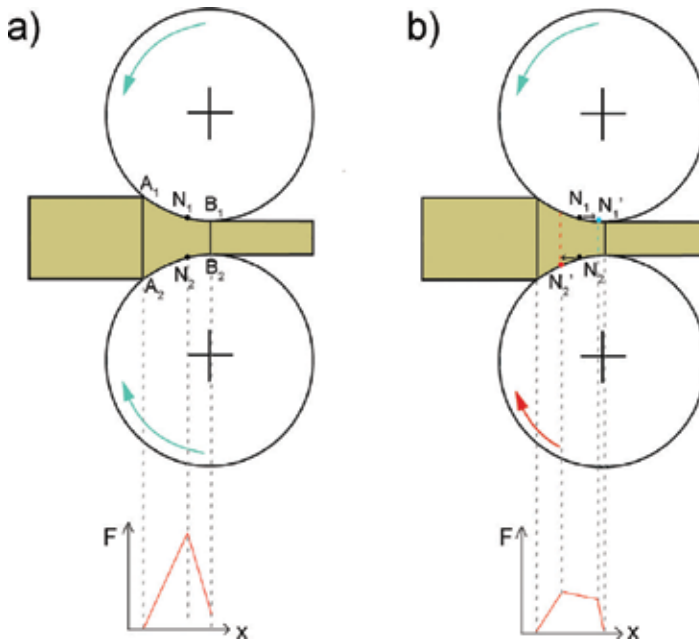 a)
A₁
N₁
B₁
A₂
N₂
B₂
F
x
b)
N₁
N₁'
N₂'
N₂
F
x